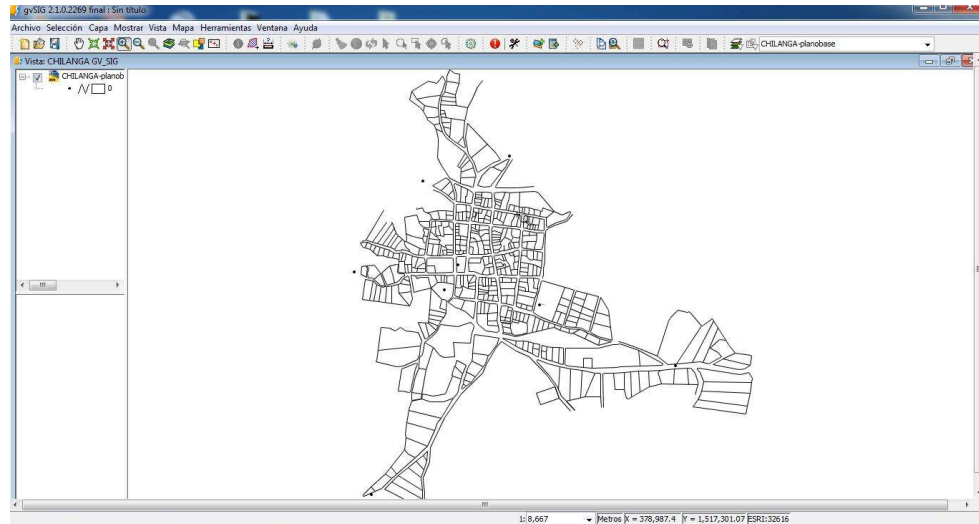 gvSIG 2.1.0.2269 final : Sin título
Archivo Selección Capa Mostrar Vista Mapa Herramientas Ventana Ayuda
CHILANGA-planobase
Vista: CHILANGA GV_SIG
CHILANGA-planob
0
1: 8,667 Metros X = 378,987.4 Y = 1,517,301.07 ESRI:32616